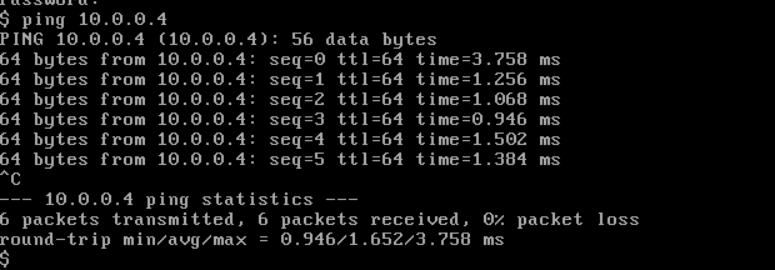 Password:
$ ping 10.0.0.4
PING 10.0.0.4 (10.0.0.4): 56 data bytes
64 bytes from 10.0.0.4: seq=0 ttl=64 time=3.758 ms
64 bytes from 10.0.0.4: seq=1 ttl=64 time=1.256 ms
64 bytes from 10.0.0.4: seq=2 ttl=64 time=1.068 ms
64 bytes from 10.0.0.4: seq=3 ttl=64 time=0.946 ms
64 bytes from 10.0.0.4: seq=4 ttl=64 time=1.502 ms
64 bytes from 10.0.0.4: seq=5 ttl=64 time=1.384 ms
^C
--- 10.0.0.4 ping statistics ---
6 packets transmitted, 6 packets received, 0% packet loss
round-trip min/avg/max = 0.946/1.652/3.758 ms
$